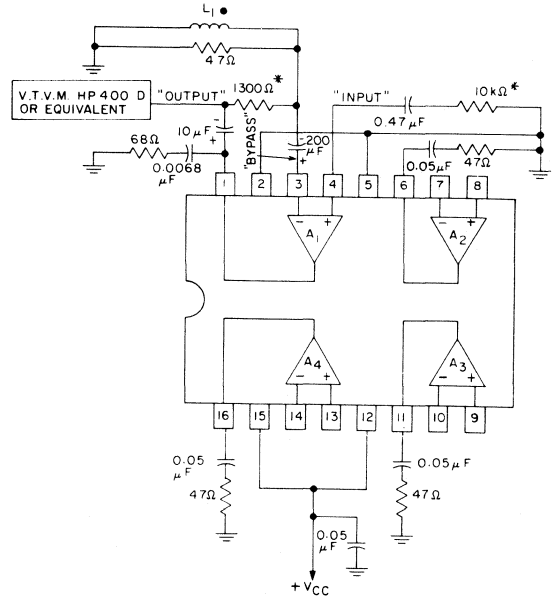 L1 •
47Ω
V.T.V.M. HP 400 D
OR EQUIVALENT
"OUTPUT"
1300Ω*
"INPUT"
10kΩ*
0.47μF
68Ω
10μF
-
+
0.0068
μF
"BYPASS"
-200
μF
+
0.05μF
47Ω
1 2 3 4 5 6 7 8
- +
A1
- +
A2
A4
- +
A3
- +
16 15 14 13 12 11 10 9
0.05
μF
47Ω
0.05μF
47Ω
0.05
μF
+VCC